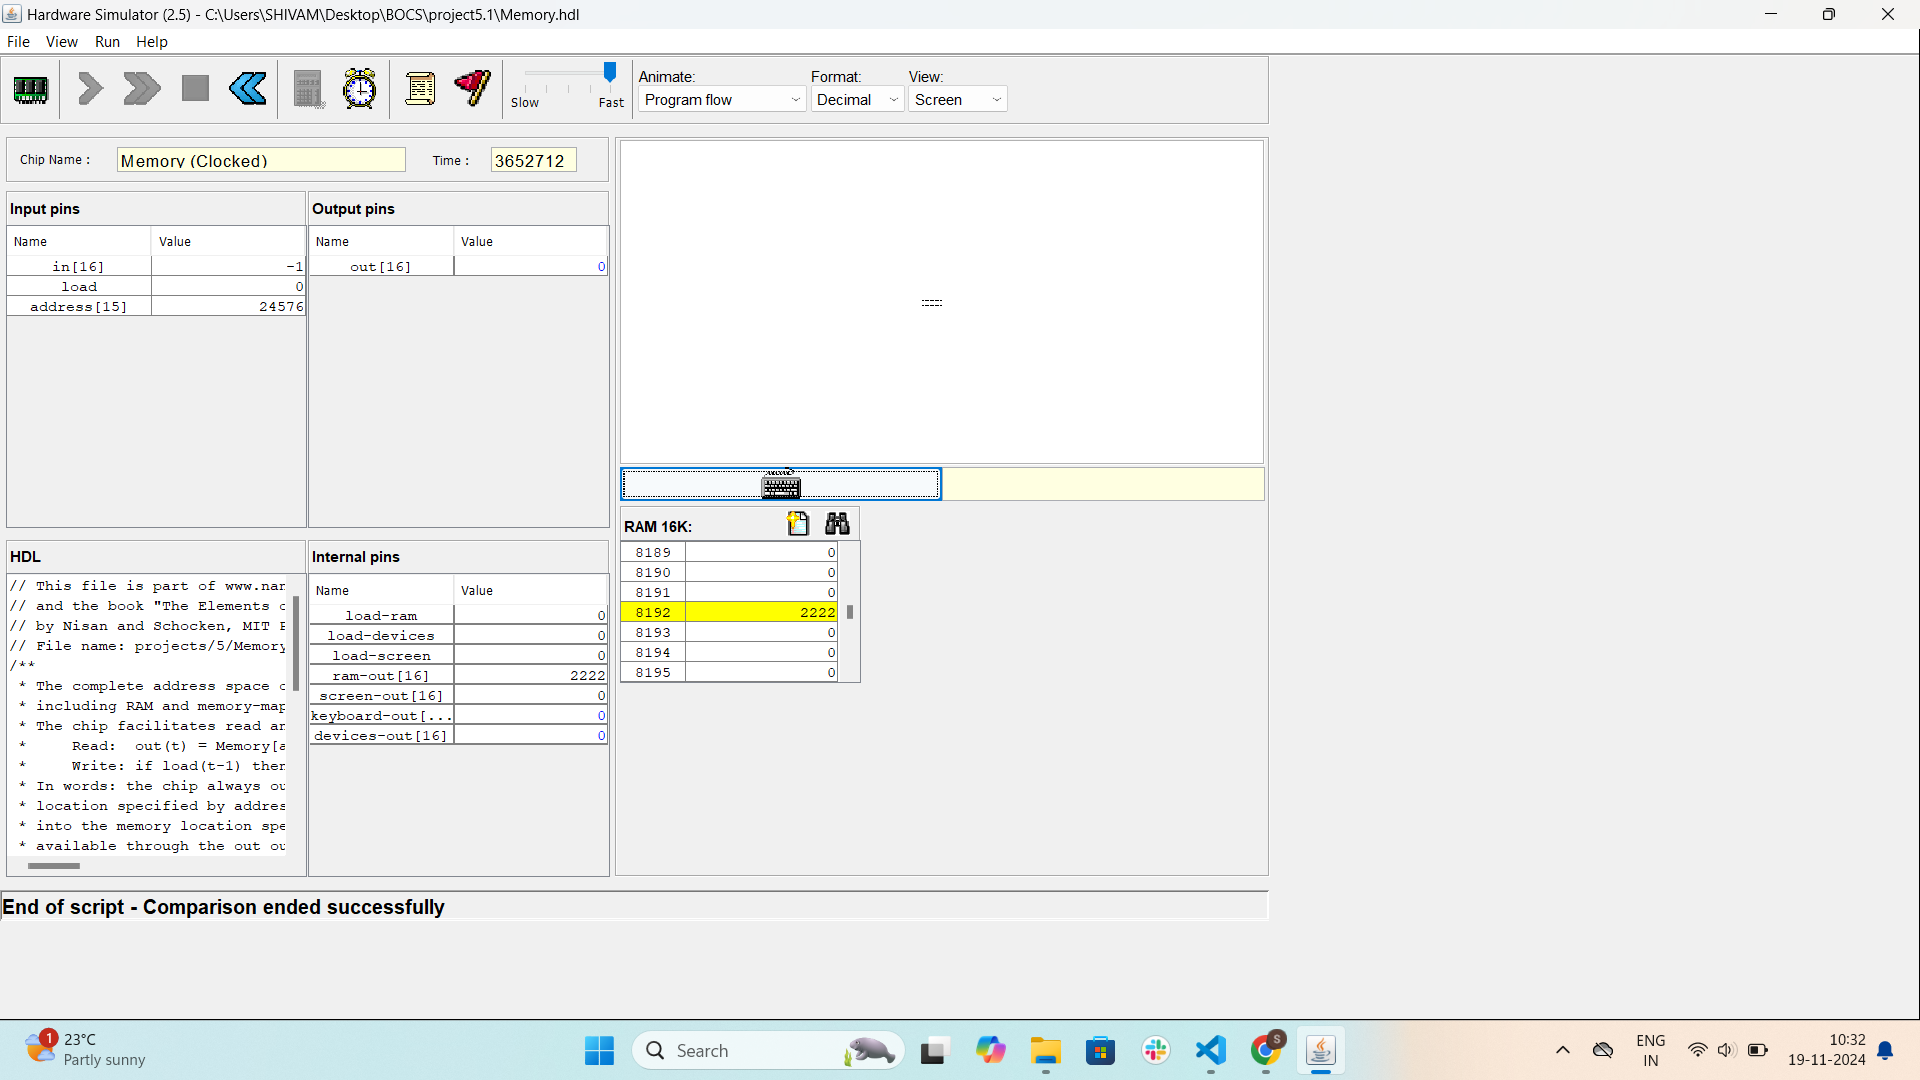 Hardware Simulator (2.5) - C:\Users\SHIVAM\Desktop\BOCS\project5.1\Memory.hdl
File View Run Help
Slow Fast
Animate: Format: View:
Program flow Decimal Screen
Chip Name : Memory (Clocked) Time : 3652712
Input pins
Name Value
in[16] -1
load 0
address[15] 24576
Output pins
Name Value
out[16] 0
HDL
// This file is part of www.nan
// and the book "The Elements o
// by Nisan and Schocken, MIT P
// File name: projects/5/Memory
/**
* The complete address space o
* including RAM and memory-map
* The chip facilitates read an
* Read: out(t) = Memory[a
* Write: if load(t-1) then
* In words: the chip always ou
* location specified by addres
* into the memory location spe
* available through the out ou
Internal pins
Name Value
load-ram 0
load-devices 0
load-screen 0
ram-out[16] 2222
screen-out[16] 0
keyboard-out[... 0
devices-out[16] 0
RAM 16K:
8189 0
8190 0
8191 0
8192 2222
8193 0
8194 0
8195 0
End of script - Comparison ended successfully
1
23°C
Partly sunny
Search
S
ENG
IN
10:32
19-11-2024